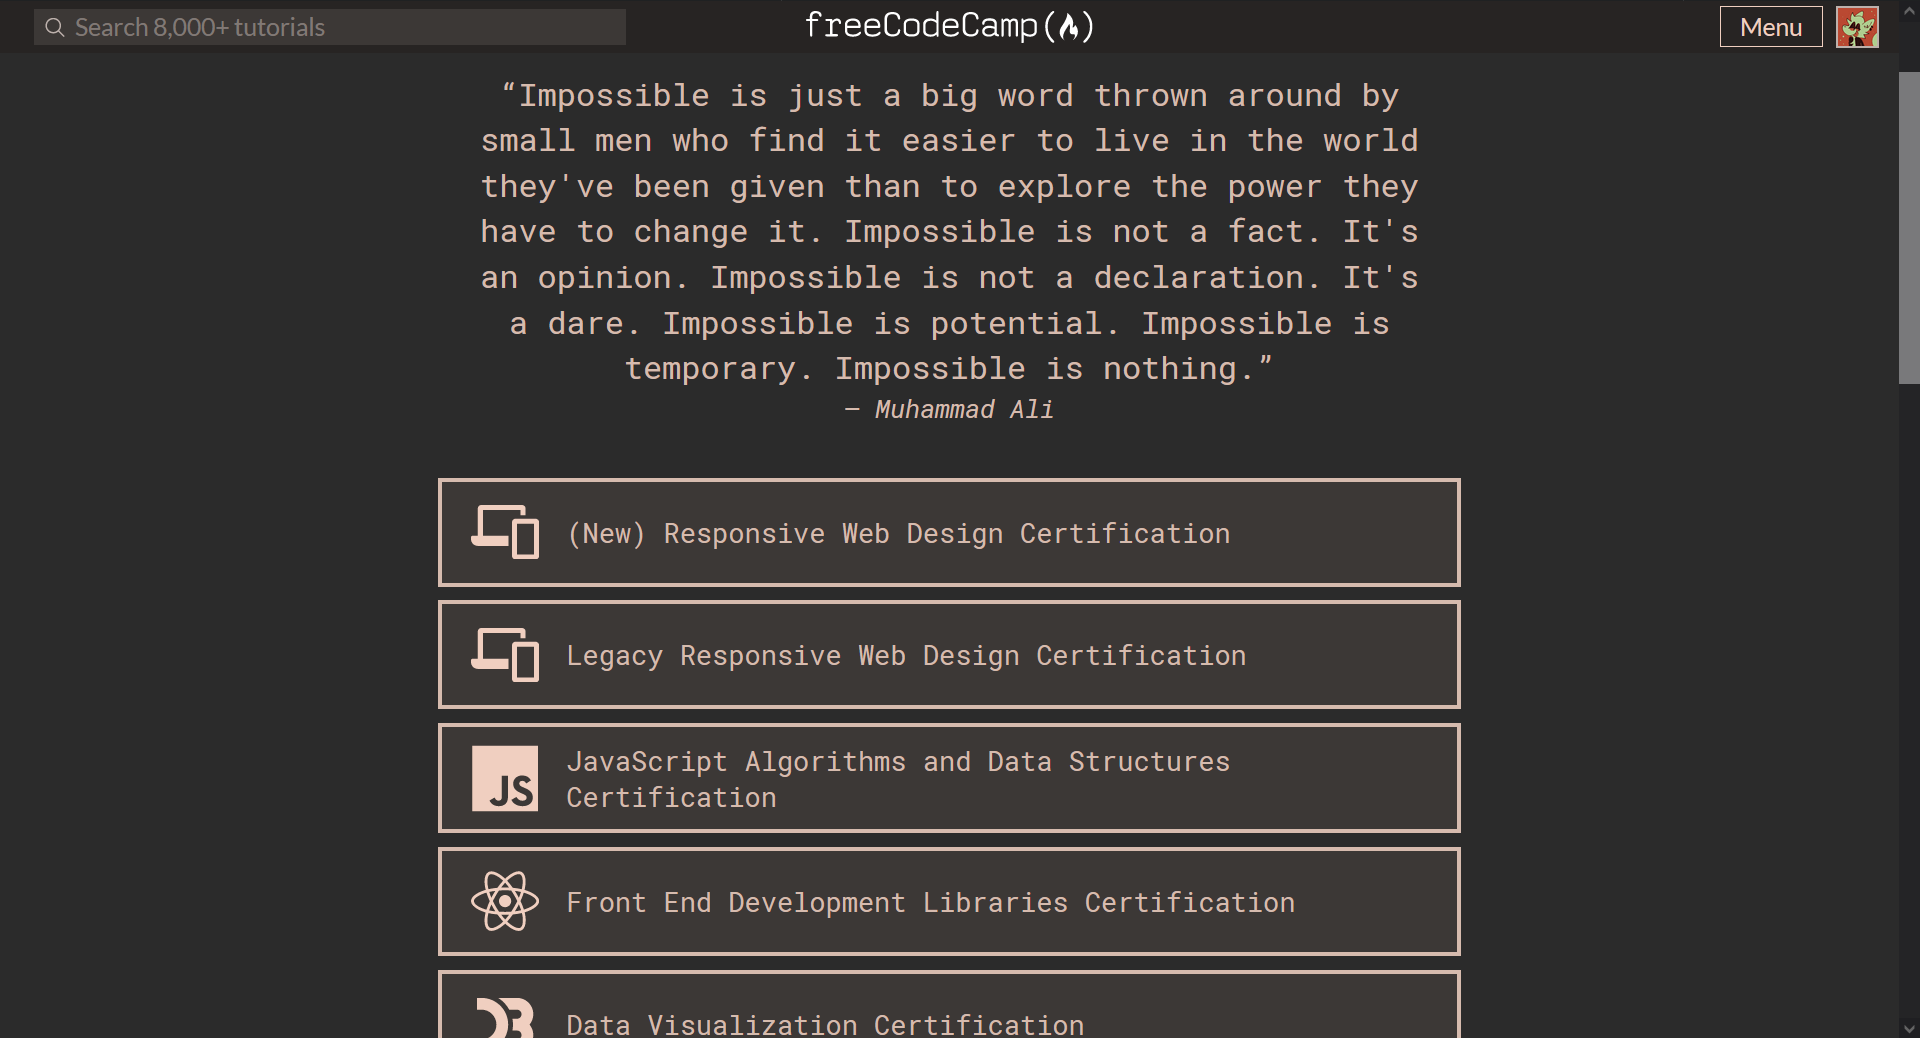 Search 8,000+ tutorials
freeCodeCamp(🔥)
Menu
“Impossible is just a big word thrown around by
small men who find it easier to live in the world
they've been given than to explore the power they
have to change it. Impossible is not a fact. It's
an opinion. Impossible is not a declaration. It's
a dare. Impossible is potential. Impossible is
temporary. Impossible is nothing.”
— Muhammad Ali
(New) Responsive Web Design Certification
Legacy Responsive Web Design Certification
JS
JavaScript Algorithms and Data Structures
Certification
Front End Development Libraries Certification
Data Visualization Certification